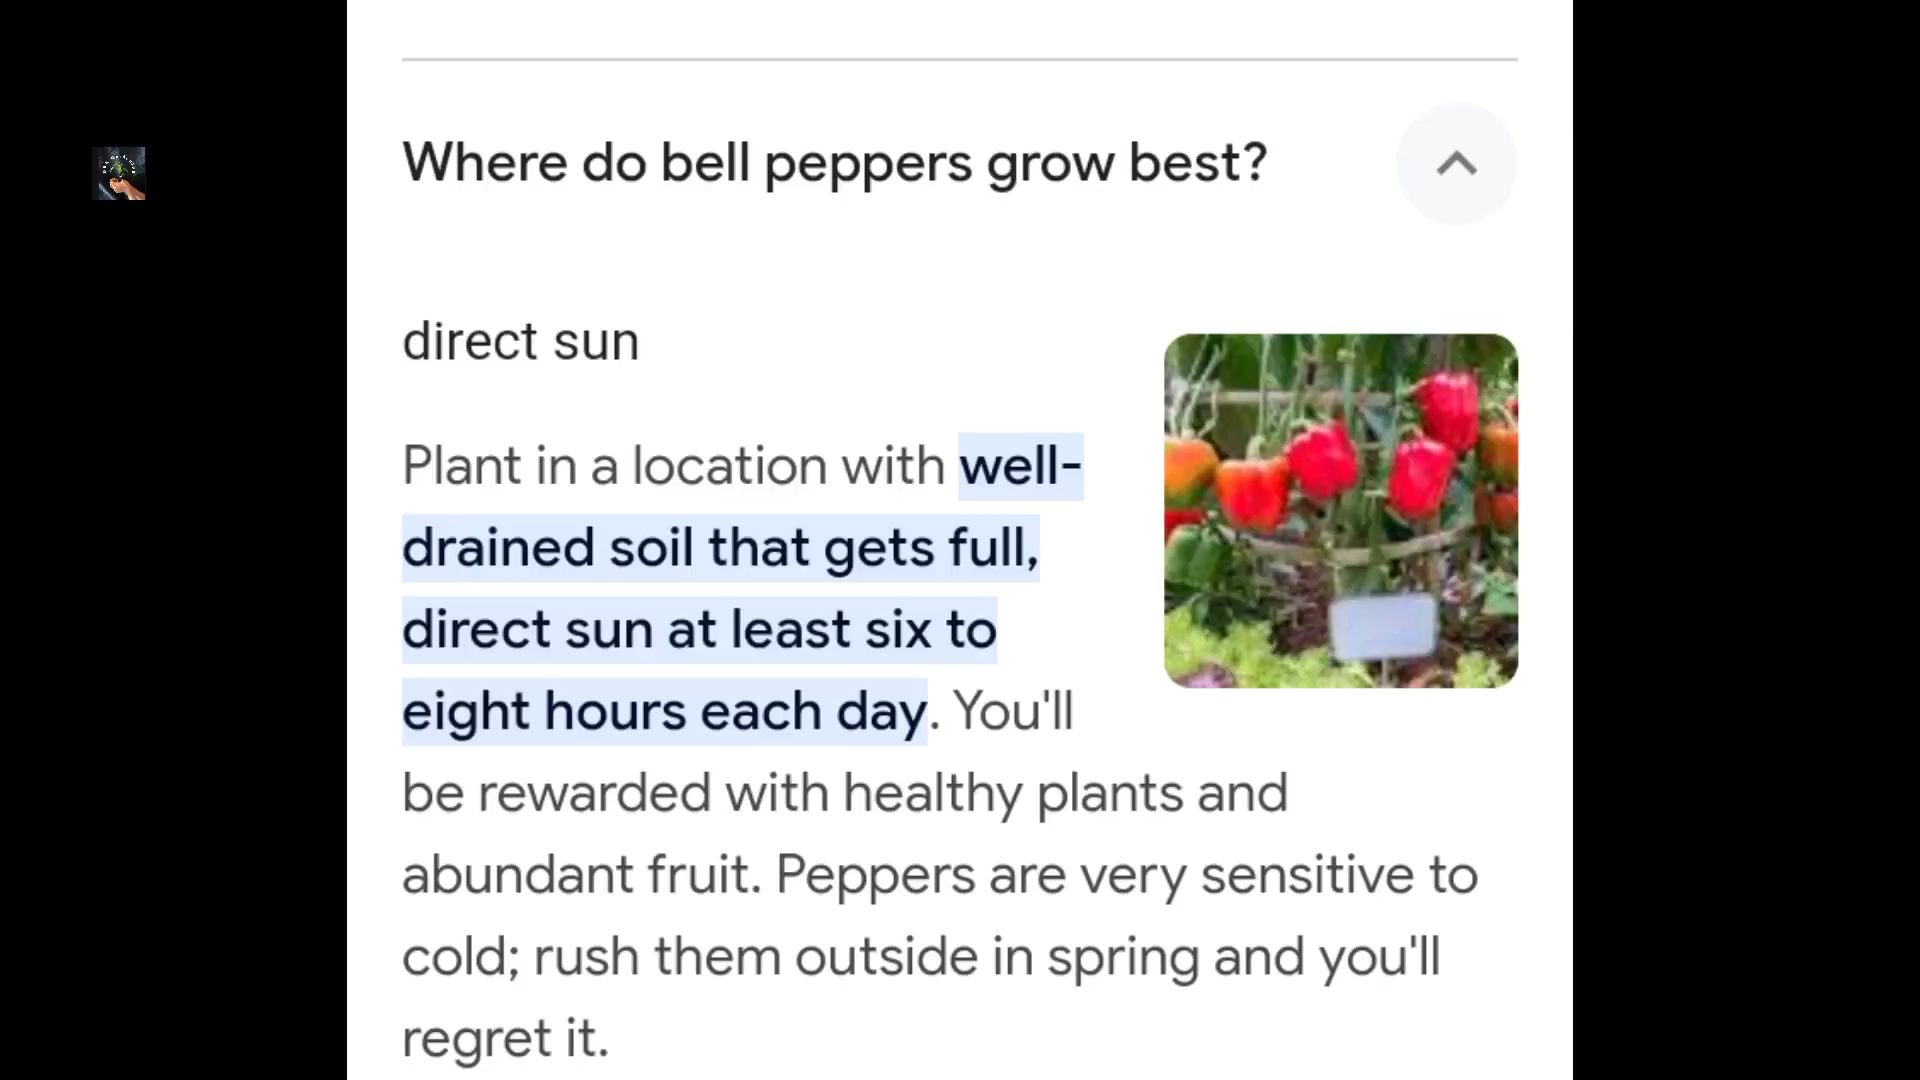 Where do bell peppers grow best?
direct sun
Plant in a location with well-
drained soil that gets full,
direct sun at least six to
eight hours each day. You'll
be rewarded with healthy plants and
abundant fruit. Peppers are very sensitive to
cold; rush them outside in spring and you'll
regret it.